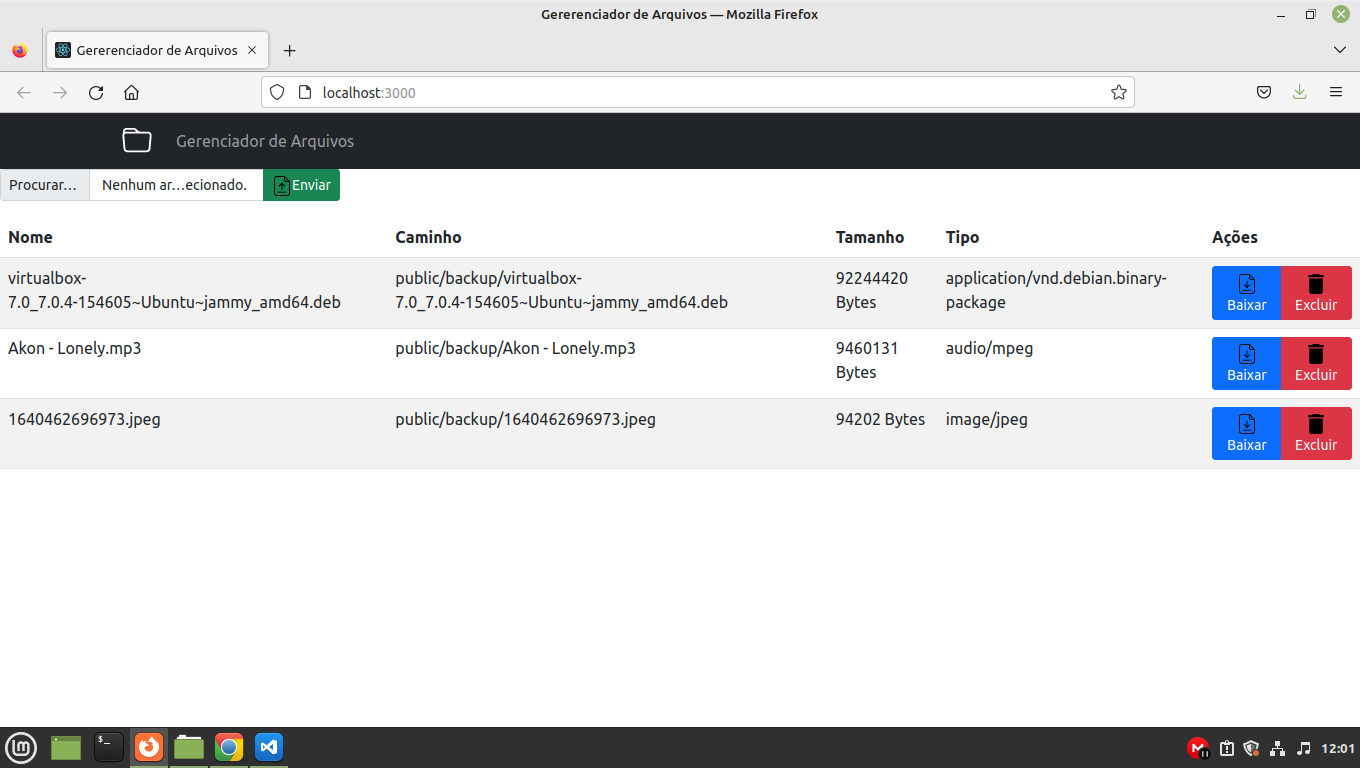 Gererenciador de Arquivos — Mozilla Firefox
Gererenciador de Arquivos
localhost:3000
Gerenciador de Arquivos
Procurar... Nenhum ar...ecionado. Enviar
Nome Caminho Tamanho Tipo Ações
virtualbox- public/backup/virtualbox- 92244420 application/vnd.debian.binary-
7.0_7.0.4-154605~Ubuntu~jammy_amd64.deb 7.0_7.0.4-154605~Ubuntu~jammy_amd64.deb Bytes package
Baixar Excluir
Akon - Lonely.mp3 public/backup/Akon - Lonely.mp3 9460131 audio/mpeg
Bytes
Baixar Excluir
1640462696973.jpeg public/backup/1640462696973.jpeg 94202 Bytes image/jpeg
Baixar Excluir
12:01